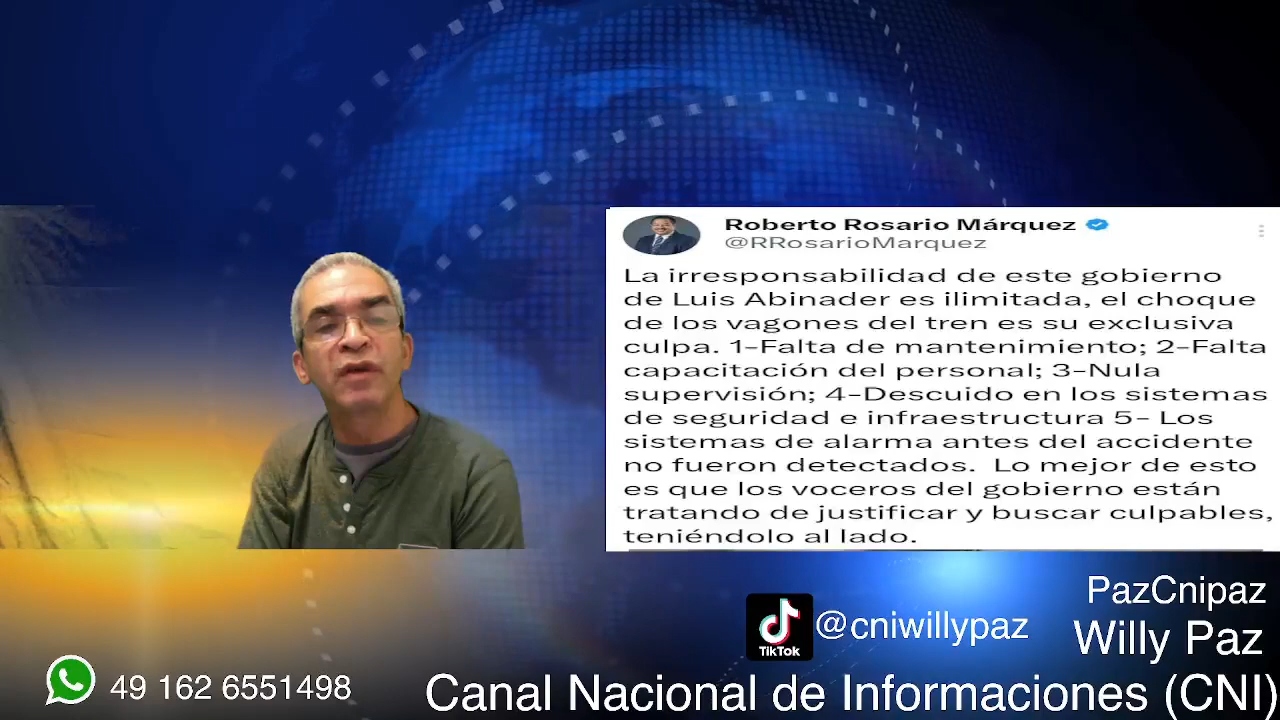 Roberto Rosario Márquez
@RRosarioMarquez
La irresponsabilidad de este gobierno
de Luis Abinader es ilimitada, el choque
de los vagones del tren es su exclusiva
culpa. 1-Falta de mantenimiento; 2-Falta
capacitación del personal; 3-Nula
supervisión; 4-Descuido en los sistemas
de seguridad e infraestructura 5- Los
sistemas de alarma antes del accidente
no fueron detectados.  Lo mejor de esto
es que los voceros del gobierno están
tratando de justificar y buscar culpables,
teniéndolo al lado.
PazCnipaz
TikTok
@cniwillypaz
Willy Paz
49 162 6551498
Canal Nacional de Informaciones (CNI)